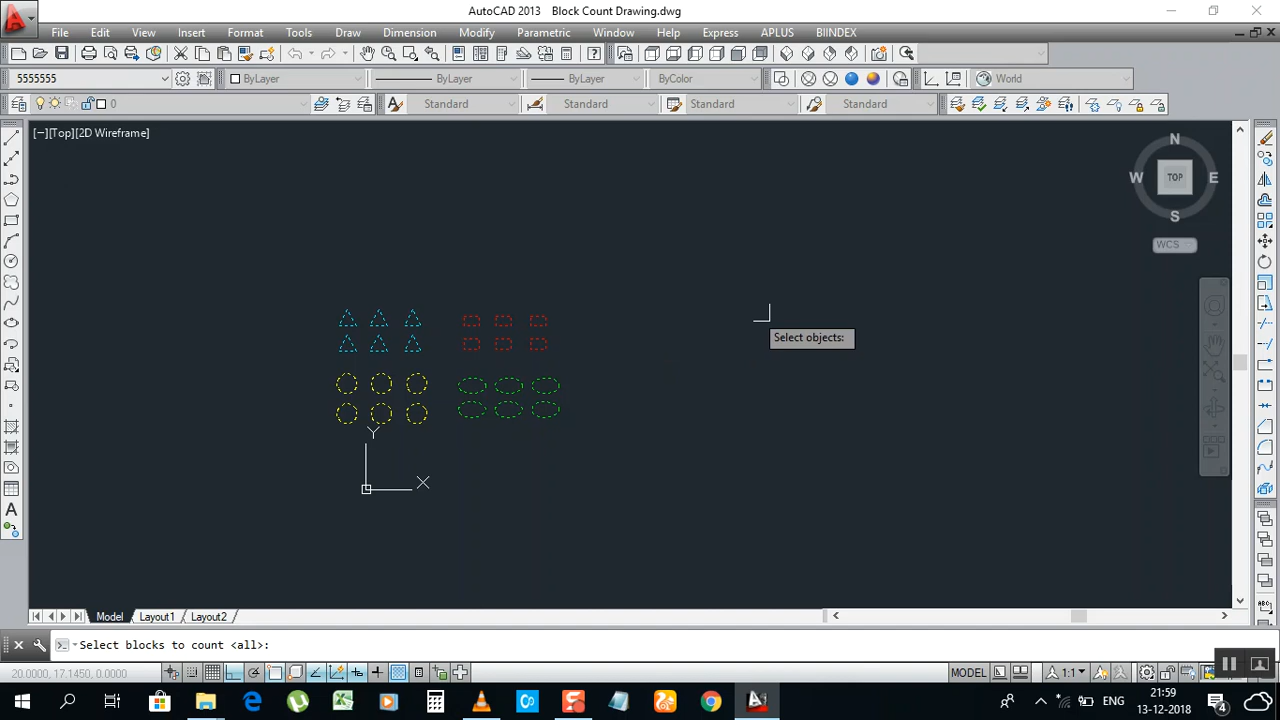 AutoCAD 2013 Block Count Drawing.dwg
File Edit View Insert Format Tools Draw Dimension Modify Parametric Window Help Express APLUS BIINDEX
5555555 ByLayer ByLayer ByLayer ByColor World
0 Standard Standard Standard Standard
[−][Top][2D Wireframe]
N
W TOP E
S
WCS
Select objects:
Y
X
Model Layout1 Layout2
Select blocks to count <all>:
20.0000, 17.1450, 0.0000 MODEL 1:1
ENG 21:59
13-12-2018 4